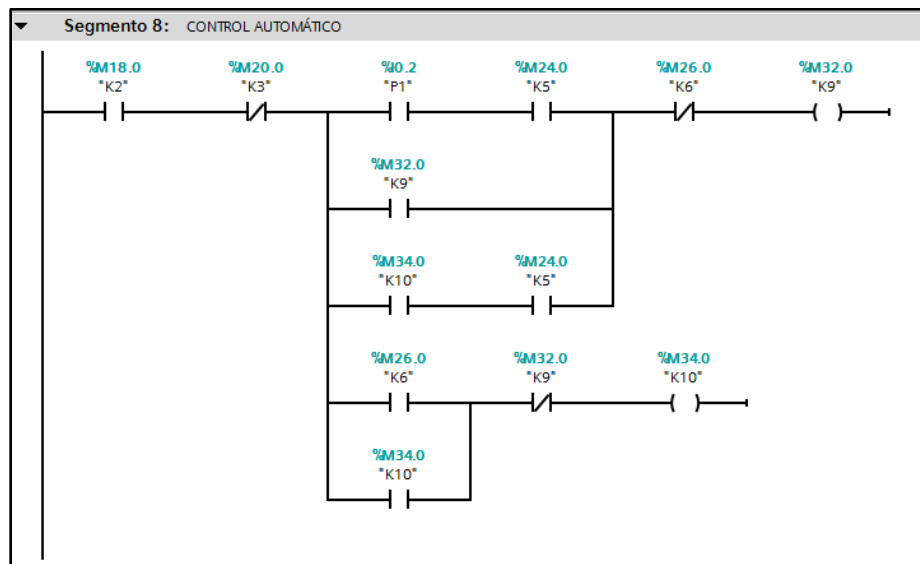 Segmento 8: CONTROL AUTOMÁTICO
%M18.0 %M20.0 %I0.2 %M24.0 %M26.0 %M32.0
"K2" "K3" "P1" "K5" "K6" "K9"
%M32.0
"K9"
%M34.0 %M24.0
"K10" "K5"
%M26.0 %M32.0 %M34.0
"K6" "K9" "K10"
%M34.0
"K10"